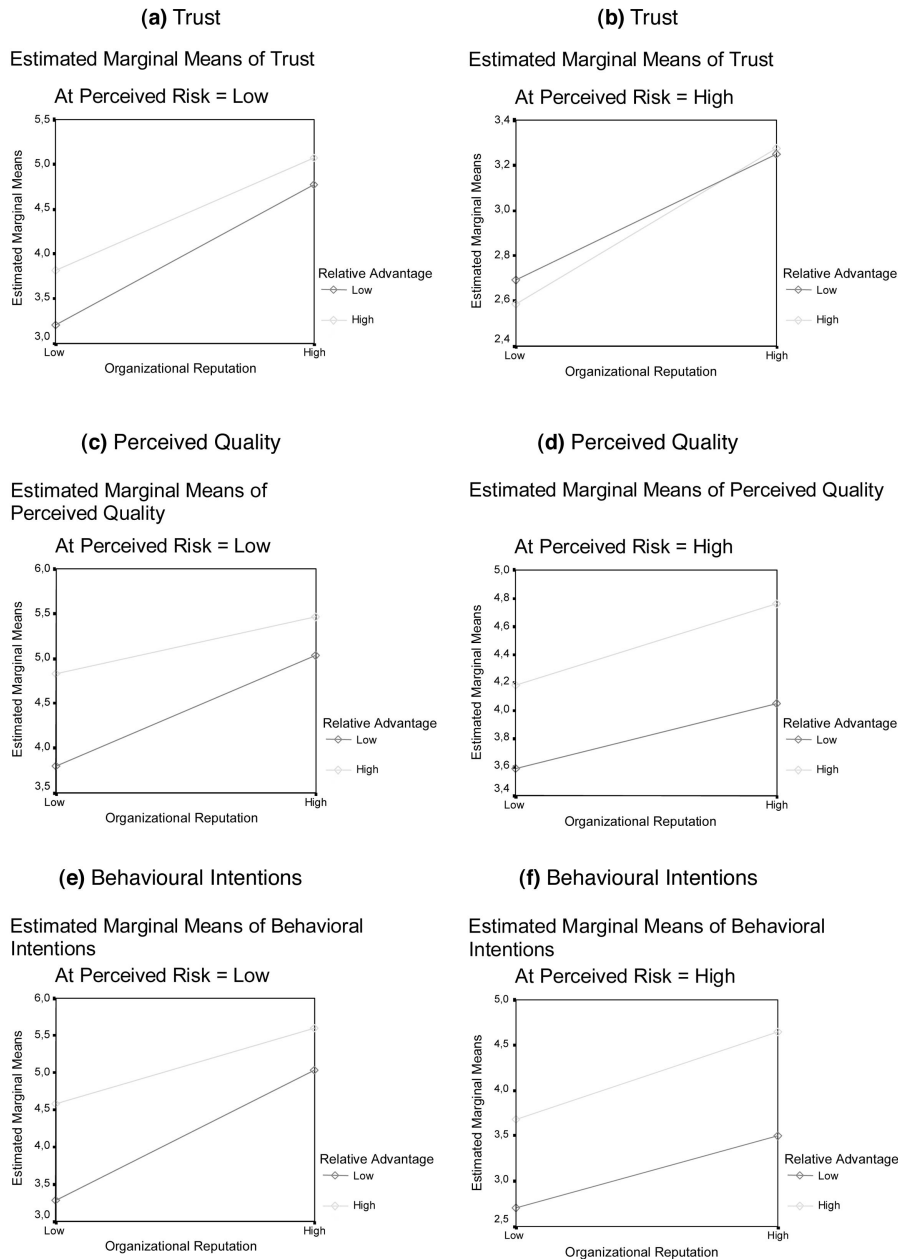 (a) Trust
Estimated Marginal Means of Trust
At Perceived Risk = Low
Estimated Marginal Means
5,5
5,0
4,5
4,0
3,5
3,0
Low
High
Organizational Reputation
Relative Advantage
Low
High
(b) Trust
Estimated Marginal Means of Trust
At Perceived Risk = High
Estimated Marginal Means
3,4
3,2
3,0
2,8
2,6
2,4
Low
High
Organizational Reputation
Relative Advantage
Low
High
(c) Perceived Quality
Estimated Marginal Means of
Perceived Quality
At Perceived Risk = Low
Estimated Marginal Means
6,0
5,5
5,0
4,5
4,0
3,5
Low
High
Organizational Reputation
Relative Advantage
Low
High
(d) Perceived Quality
Estimated Marginal Means of Perceived Quality
At Perceived Risk = High
Estimated Marginal Means
5,0
4,8
4,6
4,4
4,2
4,0
3,8
3,6
3,4
Low
High
Organizational Reputation
Relative Advantage
Low
High
(e) Behavioural Intentions
Estimated Marginal Means of Behavioral
Intentions
At Perceived Risk = Low
Estimated Marginal Means
6,0
5,5
5,0
4,5
4,0
3,5
3,0
Low
High
Organizational Reputation
Relative Advantage
Low
High
(f) Behavioural Intentions
Estimated Marginal Means of Behavioral
Intentions
At Perceived Risk = High
Estimated Marginal Means
5,0
4,5
4,0
3,5
3,0
2,5
Low
High
Organizational Reputation
Relative Advantage
Low
High